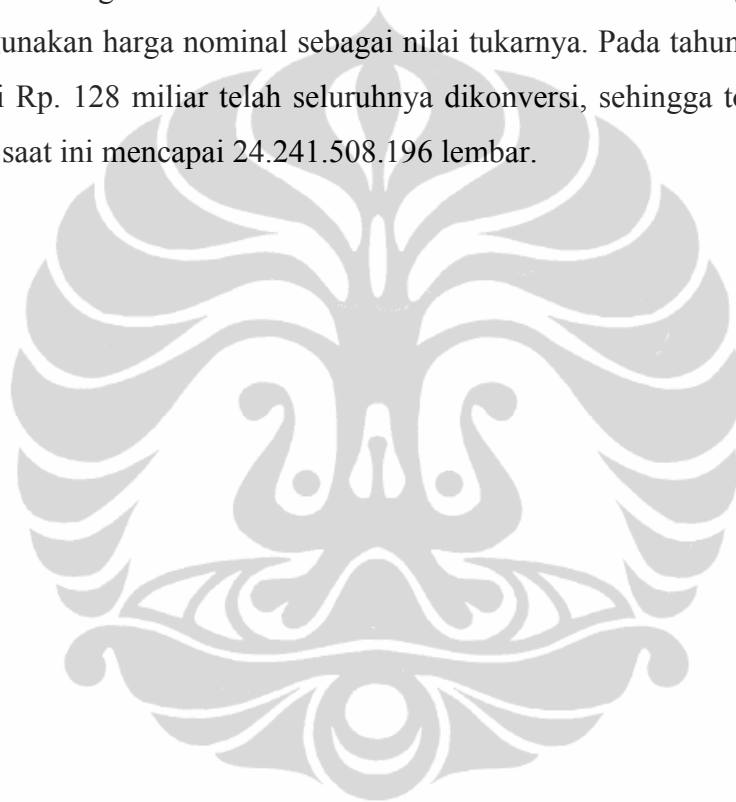 unakan harga nominal sebagai nilai tukarnya. Pada tahun
i Rp. 128 miliar telah seluruhnya dikonversi, sehingga
saat ini mencapai 24.241.508.196 lembar.